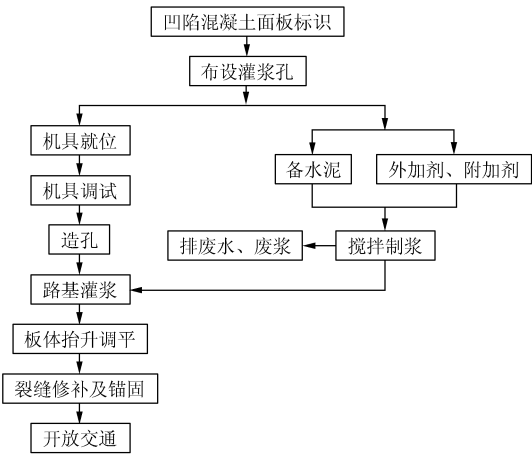 凹陷混凝土面板标识
布设灌浆孔
机具就位
备水泥
外加剂、附加剂
机具调试
造孔
排废水、废浆
搅拌制浆
路基灌浆
板体抬升调平
裂缝修补及锚固
开放交通